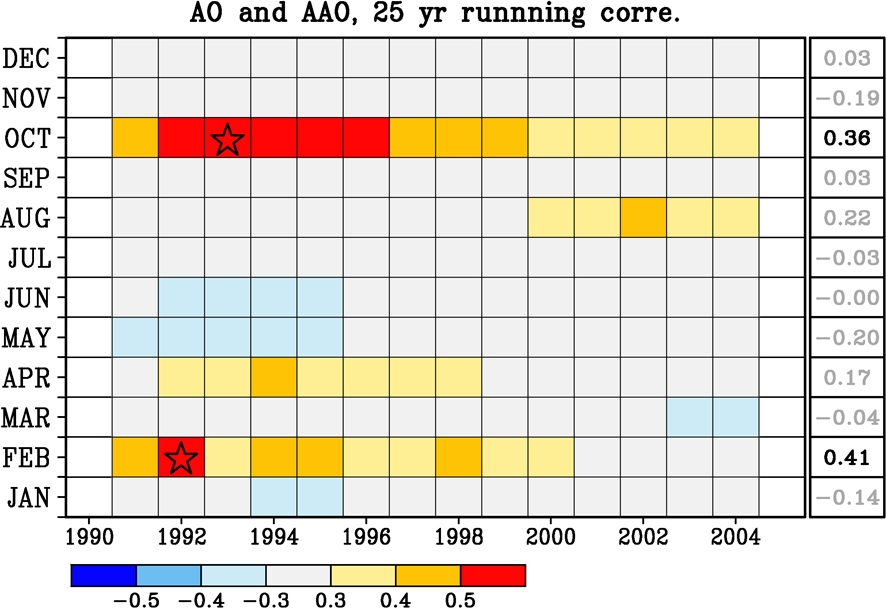 AO and AAO, 25 yr runnning corre.
DEC 0.03
NOV −0.19
OCT 0.36
SEP 0.03
AUG 0.22
JUL −0.03
JUN −0.00
MAY −0.20
APR 0.17
MAR −0.04
FEB 0.41
JAN −0.14
1990 1992 1994 1996 1998 2000 2002 2004
−0.5 −0.4 −0.3 0.3 0.4 0.5